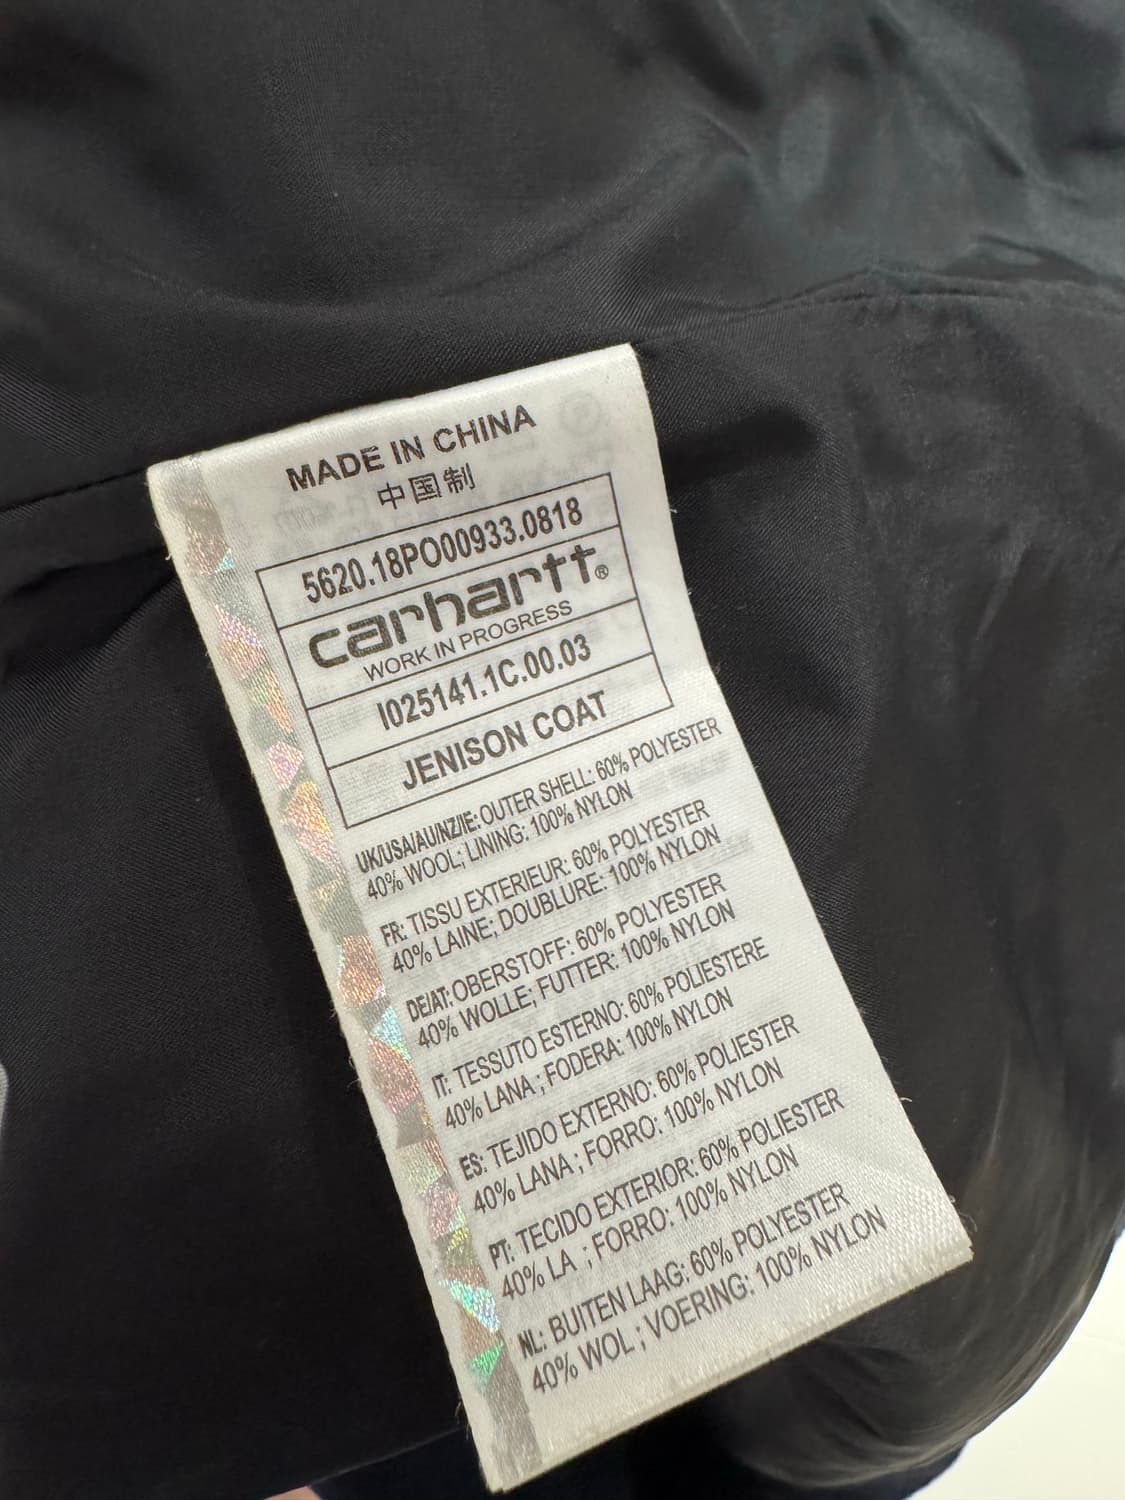 MADE IN CHINA
中国制
5620.18PO00933.0818
carhartt®
WORK IN PROGRESS
I025141.1C.00.03
JENISON COAT
UK/USA/AU/NZ/IE: OUTER SHELL: 60% POLYESTER
40% WOOL; LINING: 100% NYLON
FR: TISSU EXTERIEUR: 60% POLYESTER
40% LAINE; DOUBLURE: 100% NYLON
DE/AT: OBERSTOFF: 60% POLYESTER
40% WOLLE; FUTTER: 100% NYLON
IT: TESSUTO ESTERNO: 60% POLIESTERE
40% LANA ; FODERA: 100% NYLON
ES: TEJIDO EXTERNO: 60% POLIESTER
40% LANA ; FORRO: 100% NYLON
PT: TECIDO EXTERIOR: 60% POLIESTER
40% LA ; FORRO: 100% NYLON
NL: BUITEN LAAG: 60% POLYESTER
40% WOL ; VOERING: 100% NYLON